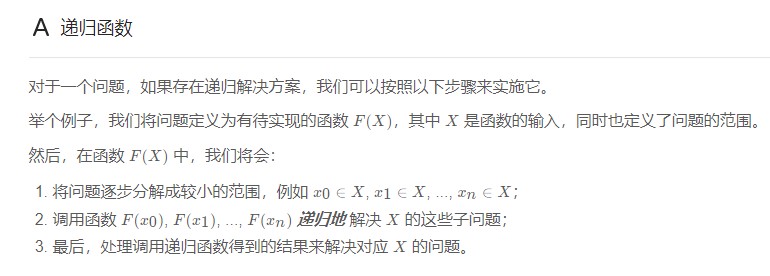 A 递归函数
对于一个问题，如果存在递归解决方案，我们可以按照以下步骤来实施它。
举个例子，我们将问题定义为有待实现的函数 F(X)，其中 X 是函数的输入，同时也定义了问题的范围。
然后，在函数 F(X) 中，我们将会：
1. 将问题逐步分解成较小的范围，例如 x0 ∈ X, x1 ∈ X, ..., xn ∈ X；
2. 调用函数 F(x0), F(x1), ..., F(xn) 递归地 解决 X 的这些子问题；
3. 最后，处理调用递归函数得到的结果来解决对应 X 的问题。